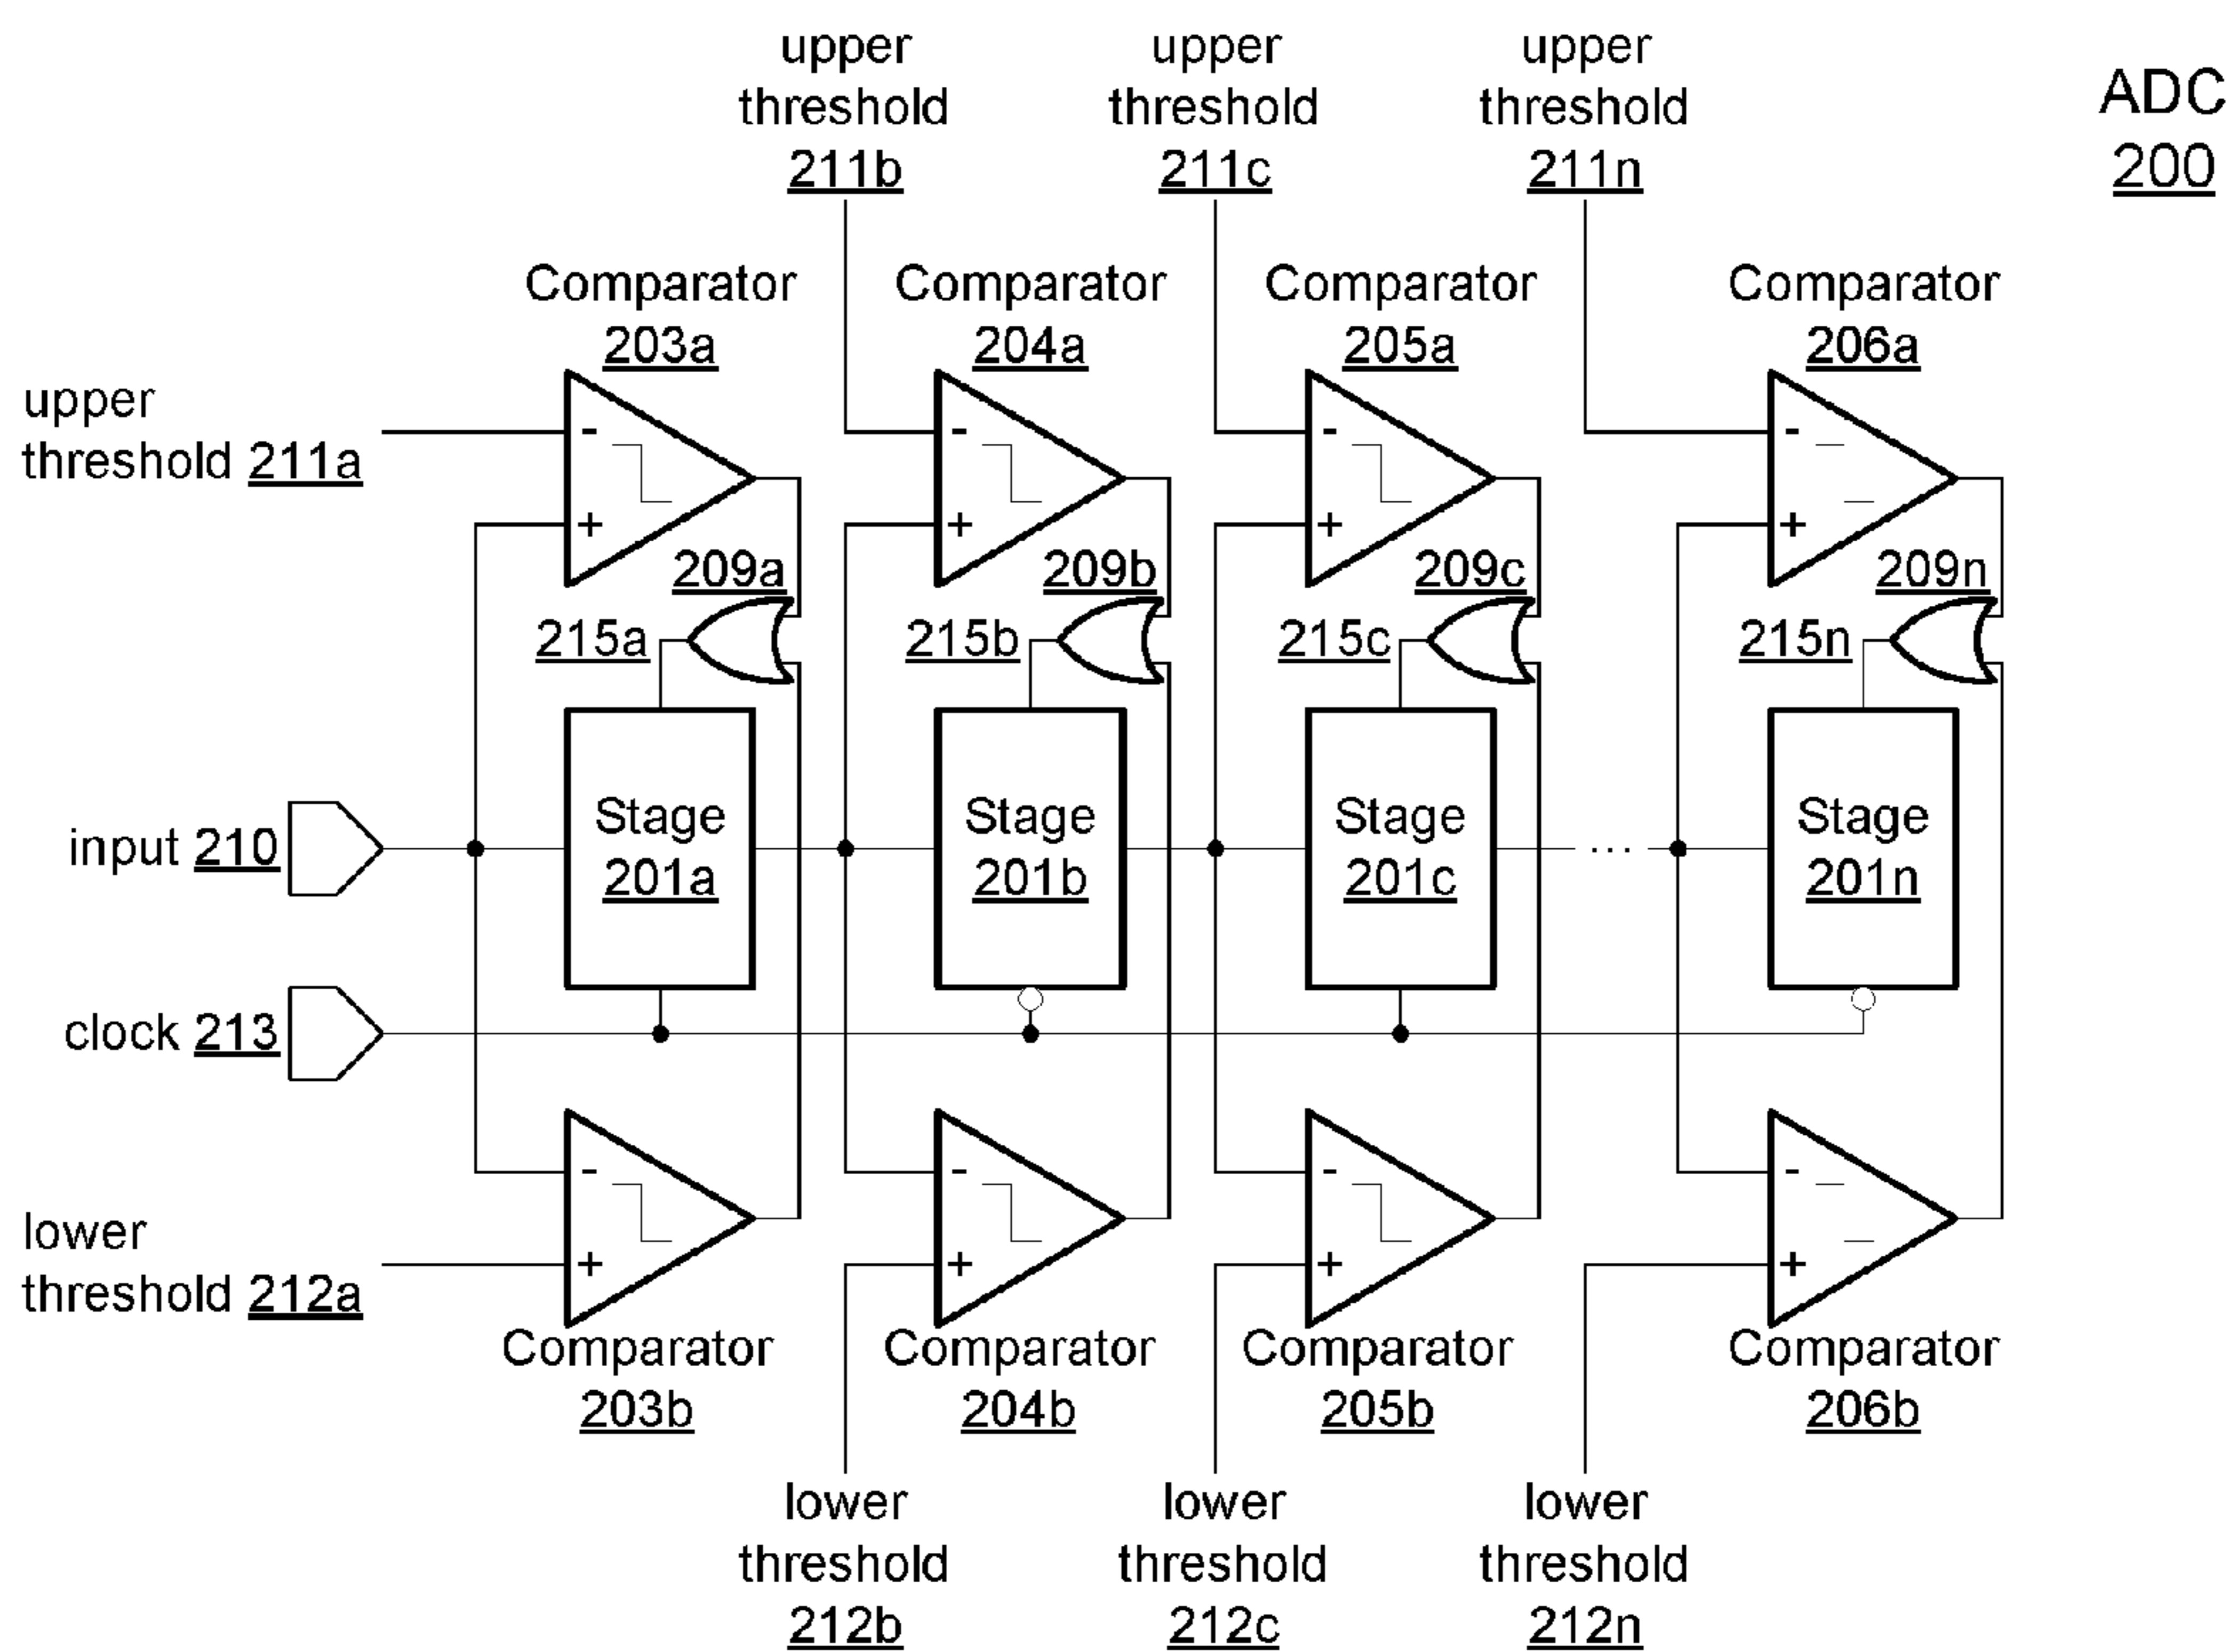 upper
threshold
211b
upper
threshold
211c
upper
threshold
211n
ADC
200
Comparator
203a
Comparator
204a
Comparator
205a
Comparator
206a
upper
threshold 211a
-
-
-
-
+
+
+
+
209a
209b
209c
209n
215a
215b
215c
215n
input 210
Stage
201a
Stage
201b
Stage
201c
...
Stage
201n
clock 213
-
-
-
-
lower
threshold 212a
+
+
+
+
Comparator
203b
Comparator
204b
Comparator
205b
Comparator
206b
lower
threshold
212b
lower
threshold
212c
lower
threshold
212n